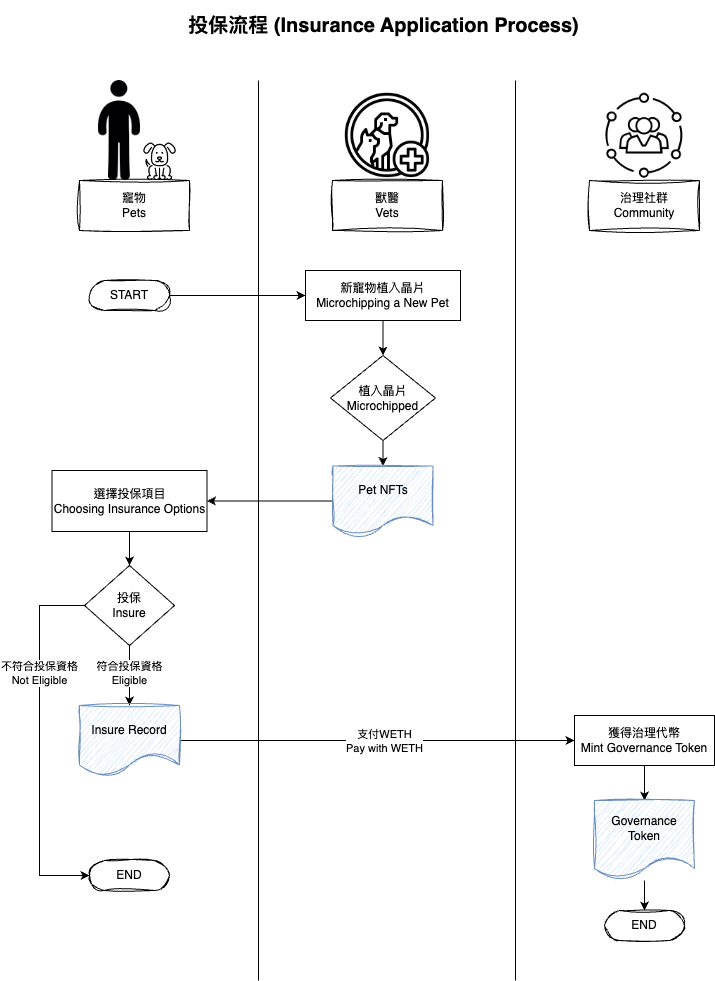 投保流程 (Insurance Application Process)
寵物
Pets
獸醫
Vets
治理社群
Community
START
新寵物植入晶片
Microchipping a New Pet
植入晶片
Microchipped
Pet NFTs
選擇投保項目
Choosing Insurance Options
投保
Insure
不符合投保資格
Not Eligible
符合投保資格
Eligible
Insure Record
支付WETH
Pay with WETH
獲得治理代幣
Mint Governance Token
Governance
Token
END
END